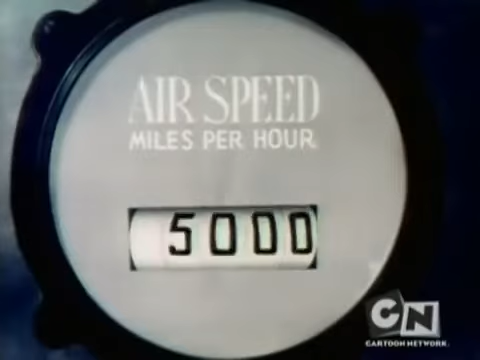 AIR SPEED
MILES PER HOUR
5000
CN
CARTOON NETWORK.